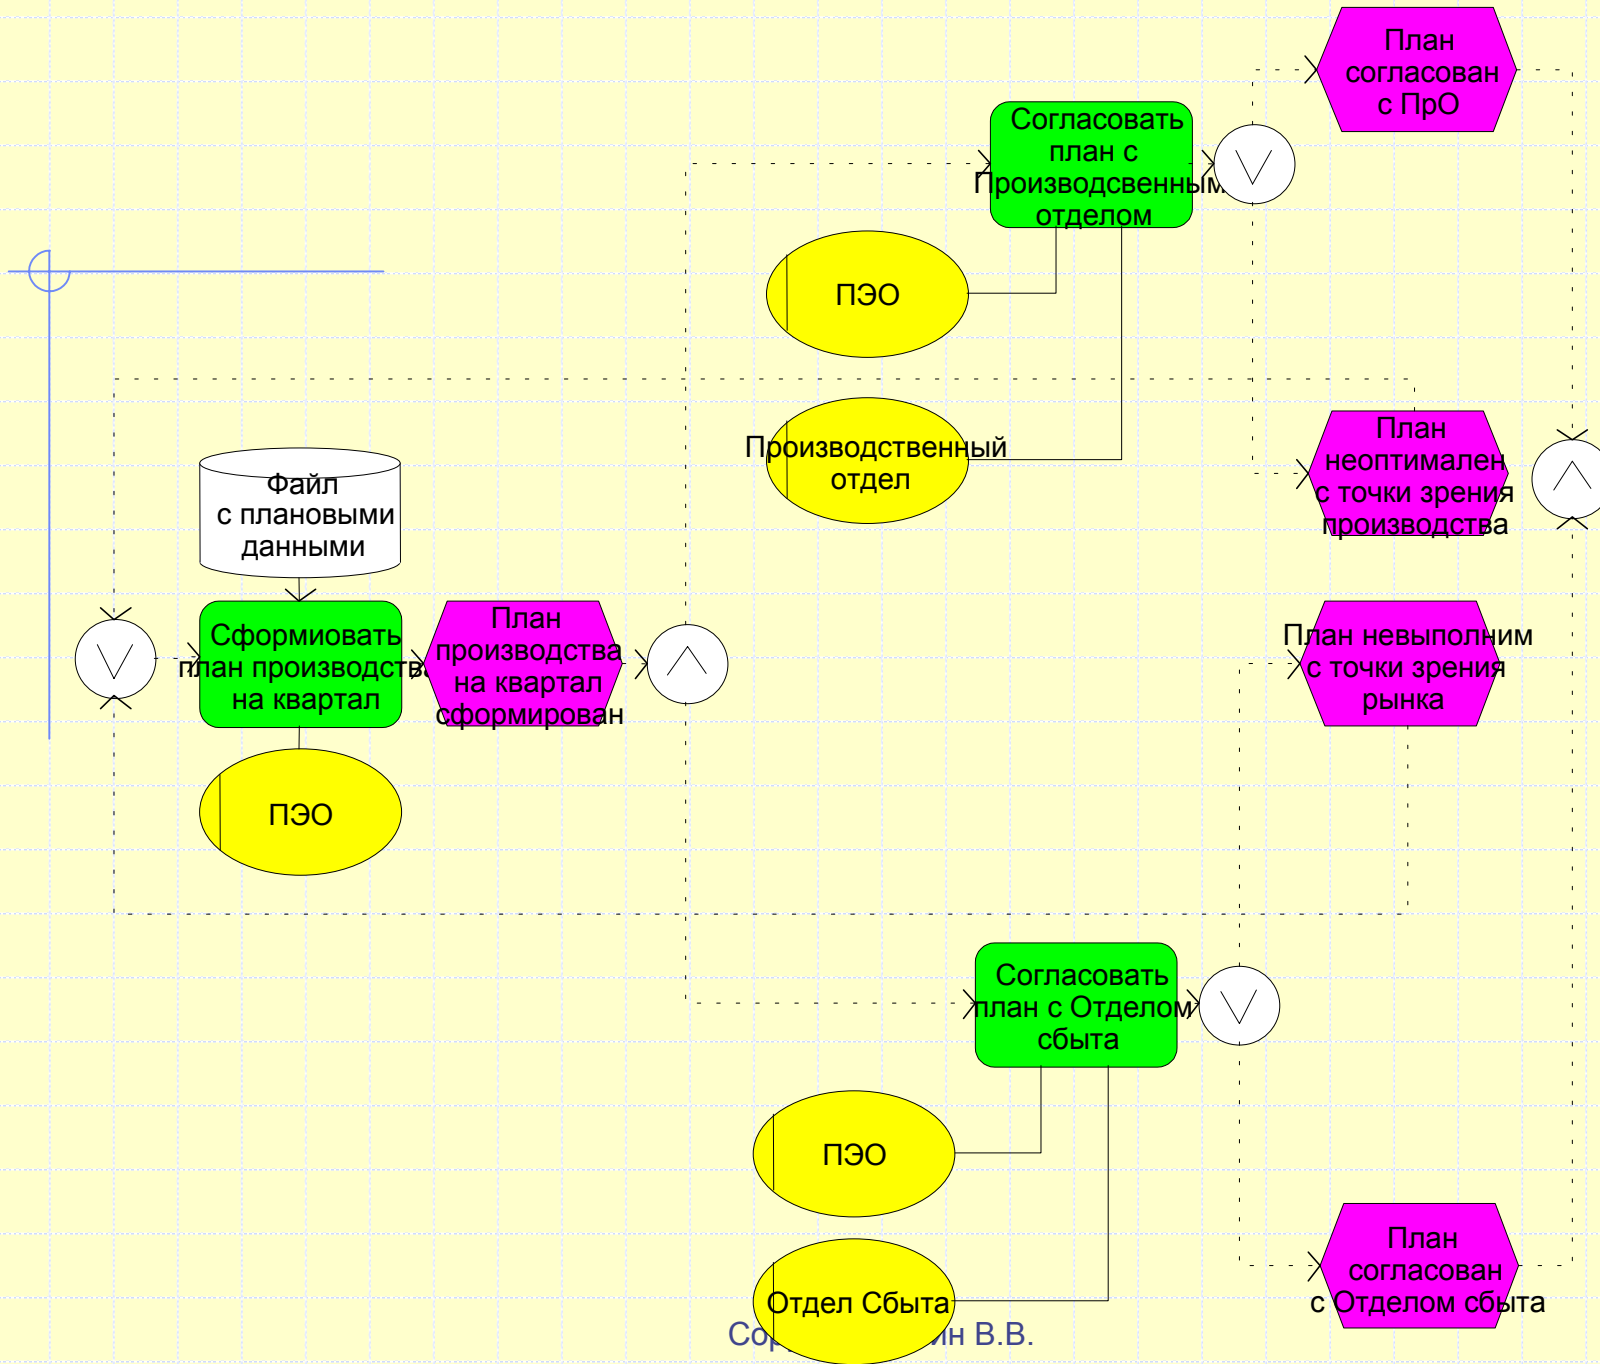 План
согласован
с ПрО
Согласовать
план с
Производсвенным
отделом
ПЭО
Производственный
отдел
План
неоптимален
с точки зрения
производства
Файл
с плановыми
данными
Сформиовать
план производства
на квартал
План
производства
на квартал
сформирован
План невыполним
с точки зрения
рынка
ПЭО
Согласовать
план с Отделом
сбыта
ПЭО
Отдел Сбыта
План
согласован
с Отделом сбыта
В.В.